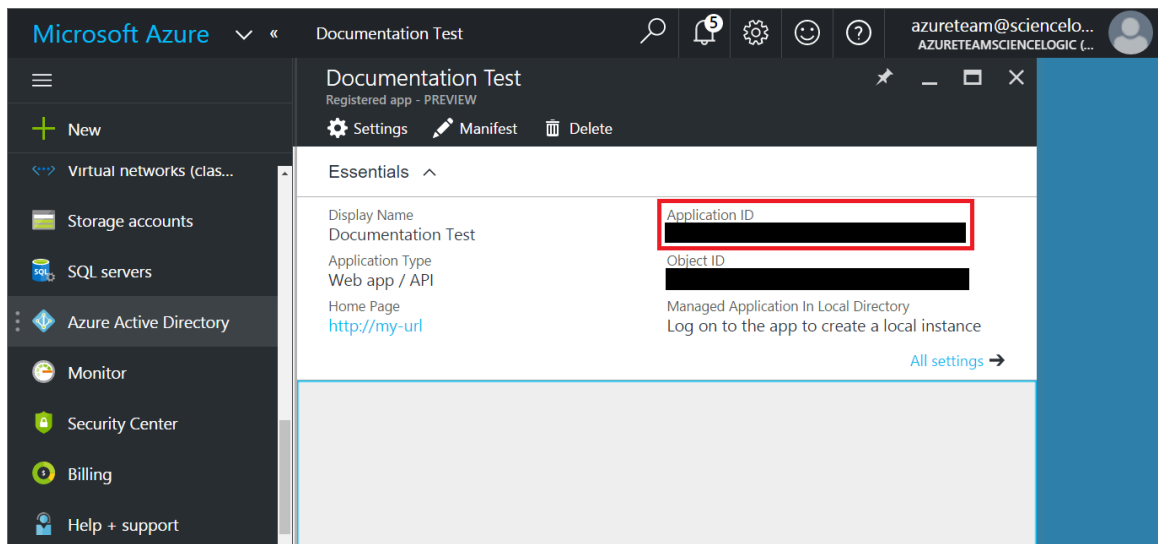 Microsoft Azure
«
Documentation Test
5
azureteam@sciencelo...
AZURETEAMSCIENCELOGIC (...
New
Virtual networks (clas...
Storage accounts
SQL servers
Azure Active Directory
Monitor
Security Center
Billing
Help + support
Documentation Test
Registered app - PREVIEW
Settings Manifest Delete
Essentials
Display Name
Documentation Test
Application ID
Application Type
Web app / API
Object ID
Home Page
http://my-url
Managed Application In Local Directory
Log on to the app to create a local instance
All settings